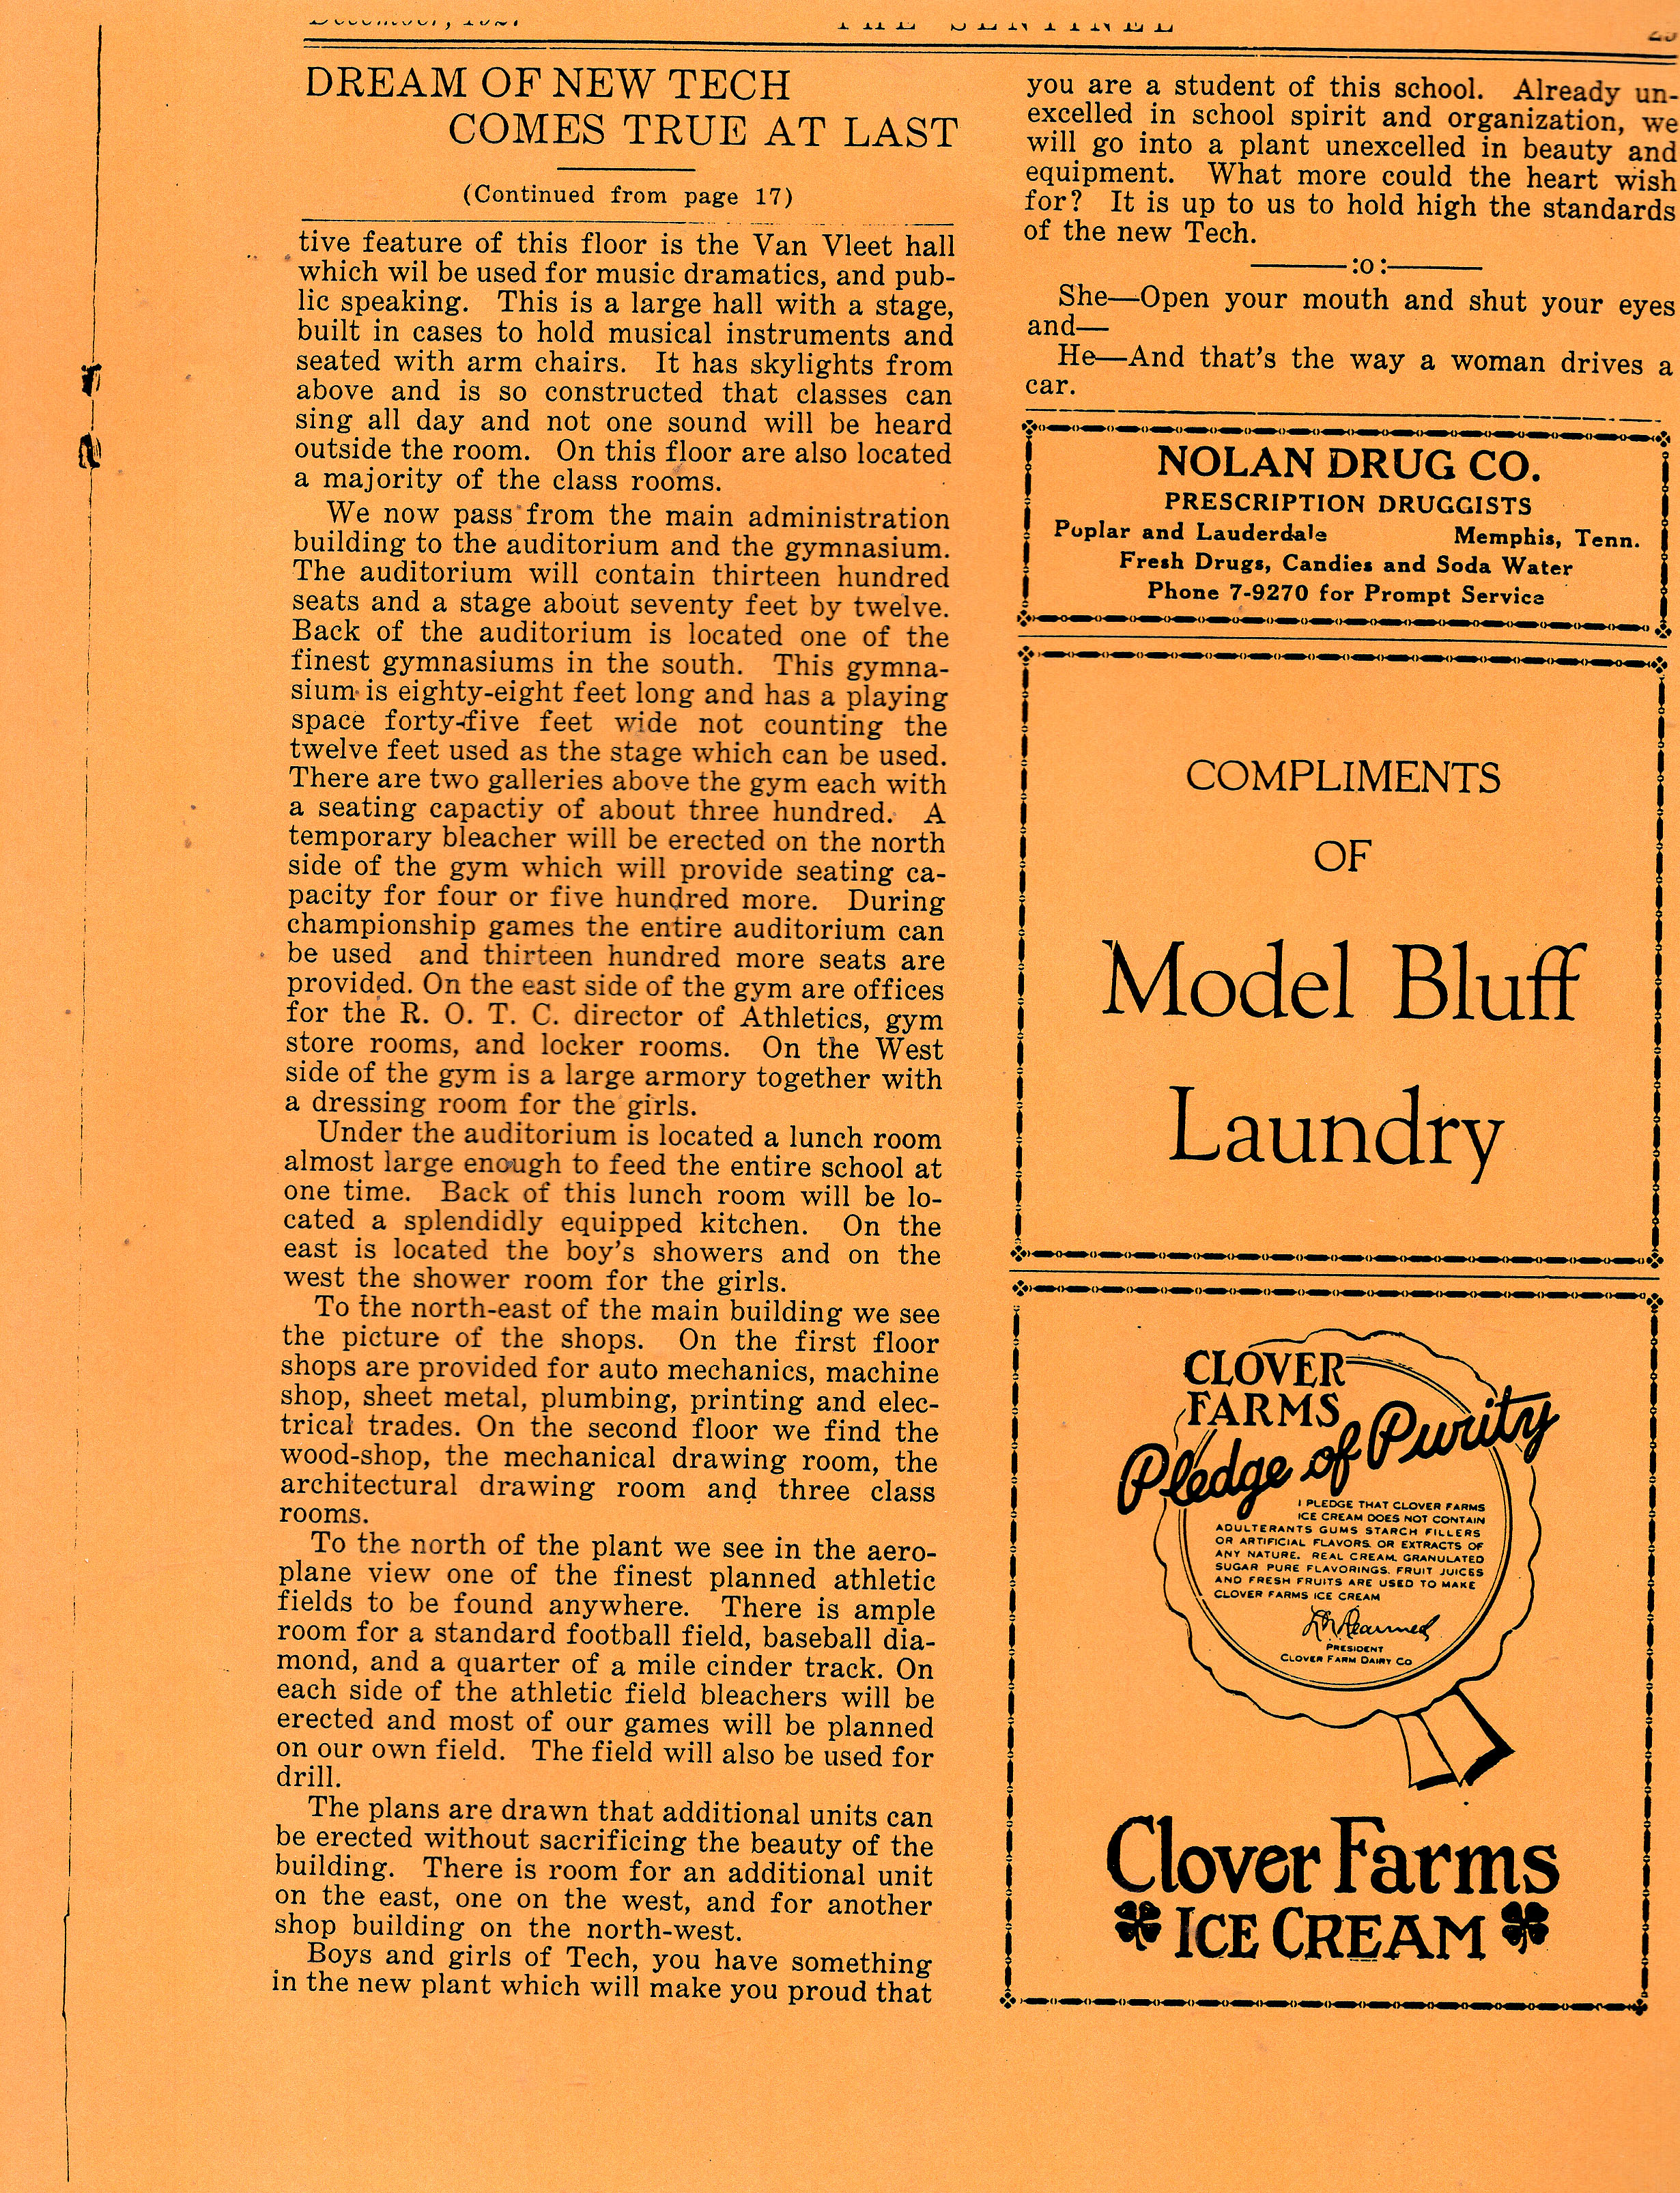 December, 1927
THE SENTINEL
DREAM OF NEW TECH
COMES TRUE AT LAST
(Continued from page 17)
tive feature of this floor is the Van Vleet hall
which wil be used for music dramatics, and pub-
lic speaking. This is a large hall with a stage,
built in cases to hold musical instruments and
seated with arm chairs. It has skylights from
above and is so constructed that classes can
sing all day and not one sound will be heard
outside the room. On this floor are also located
a majority of the class rooms.
We now pass from the main administration
building to the auditorium and the gymnasium.
The auditorium will contain thirteen hundred
seats and a stage about seventy feet by twelve.
Back of the auditorium is located one of the
finest gymnasiums in the south. This gymna-
sium is eighty-eight feet long and has a playing
space forty-five feet wide not counting the
twelve feet used as the stage which can be used.
There are two galleries above the gym each with
a seating capactiy of about three hundred. A
temporary bleacher will be erected on the north
side of the gym which will provide seating ca-
pacity for four or five hundred more. During
championship games the entire auditorium can
be used and thirteen hundred more seats are
provided. On the east side of the gym are offices
for the R. O. T. C. director of Athletics, gym
store rooms, and locker rooms. On the West
side of the gym is a large armory together with
a dressing room for the girls.
Under the auditorium is located a lunch room
almost large enough to feed the entire school at
one time. Back of this lunch room will be lo-
cated a splendidly equipped kitchen. On the
east is located the boy's showers and on the
west the shower room for the girls.
To the north-east of the main building we see
the picture of the shops. On the first floor
shops are provided for auto mechanics, machine
shop, sheet metal, plumbing, printing and elec-
trical trades. On the second floor we find the
wood-shop, the mechanical drawing room, the
architectural drawing room and three class
rooms.
To the north of the plant we see in the aero-
plane view one of the finest planned athletic
fields to be found anywhere. There is ample
room for a standard football field, baseball dia-
mond, and a quarter of a mile cinder track. On
each side of the athletic field bleachers will be
erected and most of our games will be planned
on our own field. The field will also be used for
drill.
The plans are drawn that additional units can
be erected without sacrificing the beauty of the
building. There is room for an additional unit
on the east, one on the west, and for another
shop building on the north-west.
Boys and girls of Tech, you have something
in the new plant which will make you proud that
you are a student of this school. Already un-
excelled in school spirit and organization, we
will go into a plant unexcelled in beauty and
equipment. What more could the heart wish
for? It is up to us to hold high the standards
of the new Tech.
:o:
She—Open your mouth and shut your eyes
and—
He—And that's the way a woman drives a
car.
NOLAN DRUG CO.
PRESCRIPTION DRUGGISTS
Poplar and Lauderdale Memphis, Tenn.
Fresh Drugs, Candies and Soda Water
Phone 7-9270 for Prompt Service
COMPLIMENTS
OF
Model Bluff
Laundry
CLOVER
FARMS
Pledge of Purity
I PLEDGE THAT CLOVER FARMS
ICE CREAM DOES NOT CONTAIN
ADULTERANTS GUMS STARCH FILLERS
OR ARTIFICIAL FLAVORS OR EXTRACTS OF
ANY NATURE. REAL CREAM, GRANULATED
SUGAR PURE FLAVORINGS, FRUIT JUICES
AND FRESH FRUITS ARE USED TO MAKE
CLOVER FARMS ICE CREAM
PRESIDENT
CLOVER FARM DAIRY CO
Clover Farms
ICE CREAM